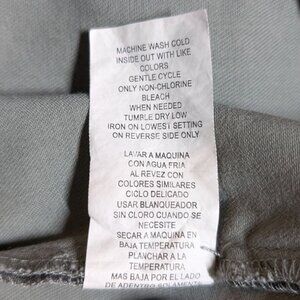 MACHINE WASH COLD
INSIDE OUT WITH LIKE
COLORS
GENTLE CYCLE
ONLY NON-CHLORINE
BLEACH
WHEN NEEDED
TUMBLE DRY LOW
IRON ON LOWEST SETTING
ON REVERSE SIDE ONLY
LAVAR A MAQUINA
CON AGUA FRIA
AL REVEZ CON
COLORES SIMILARES
CICLO DELICADO
USAR BLANQUEADOR
SIN CLORO CUANDO SE
NECESITE
SECAR A MAQUINA EN
BAJA TEMPERATURA
PLANCHAR A LA
TEMPERATURA
MAS BAJA POR EL LADO
DE ADENTRO SOLAMENTE